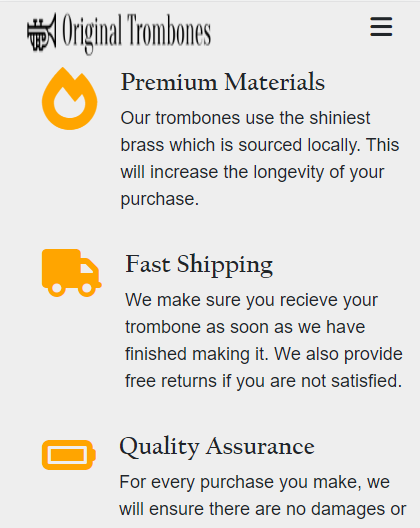 Original Trombones
Premium Materials
Our trombones use the shiniest
brass which is sourced locally. This
will increase the longevity of your
purchase.
Fast Shipping
We make sure you recieve your
trombone as soon as we have
finished making it. We also provide
free returns if you are not satisfied.
Quality Assurance
For every purchase you make, we
will ensure there are no damages or